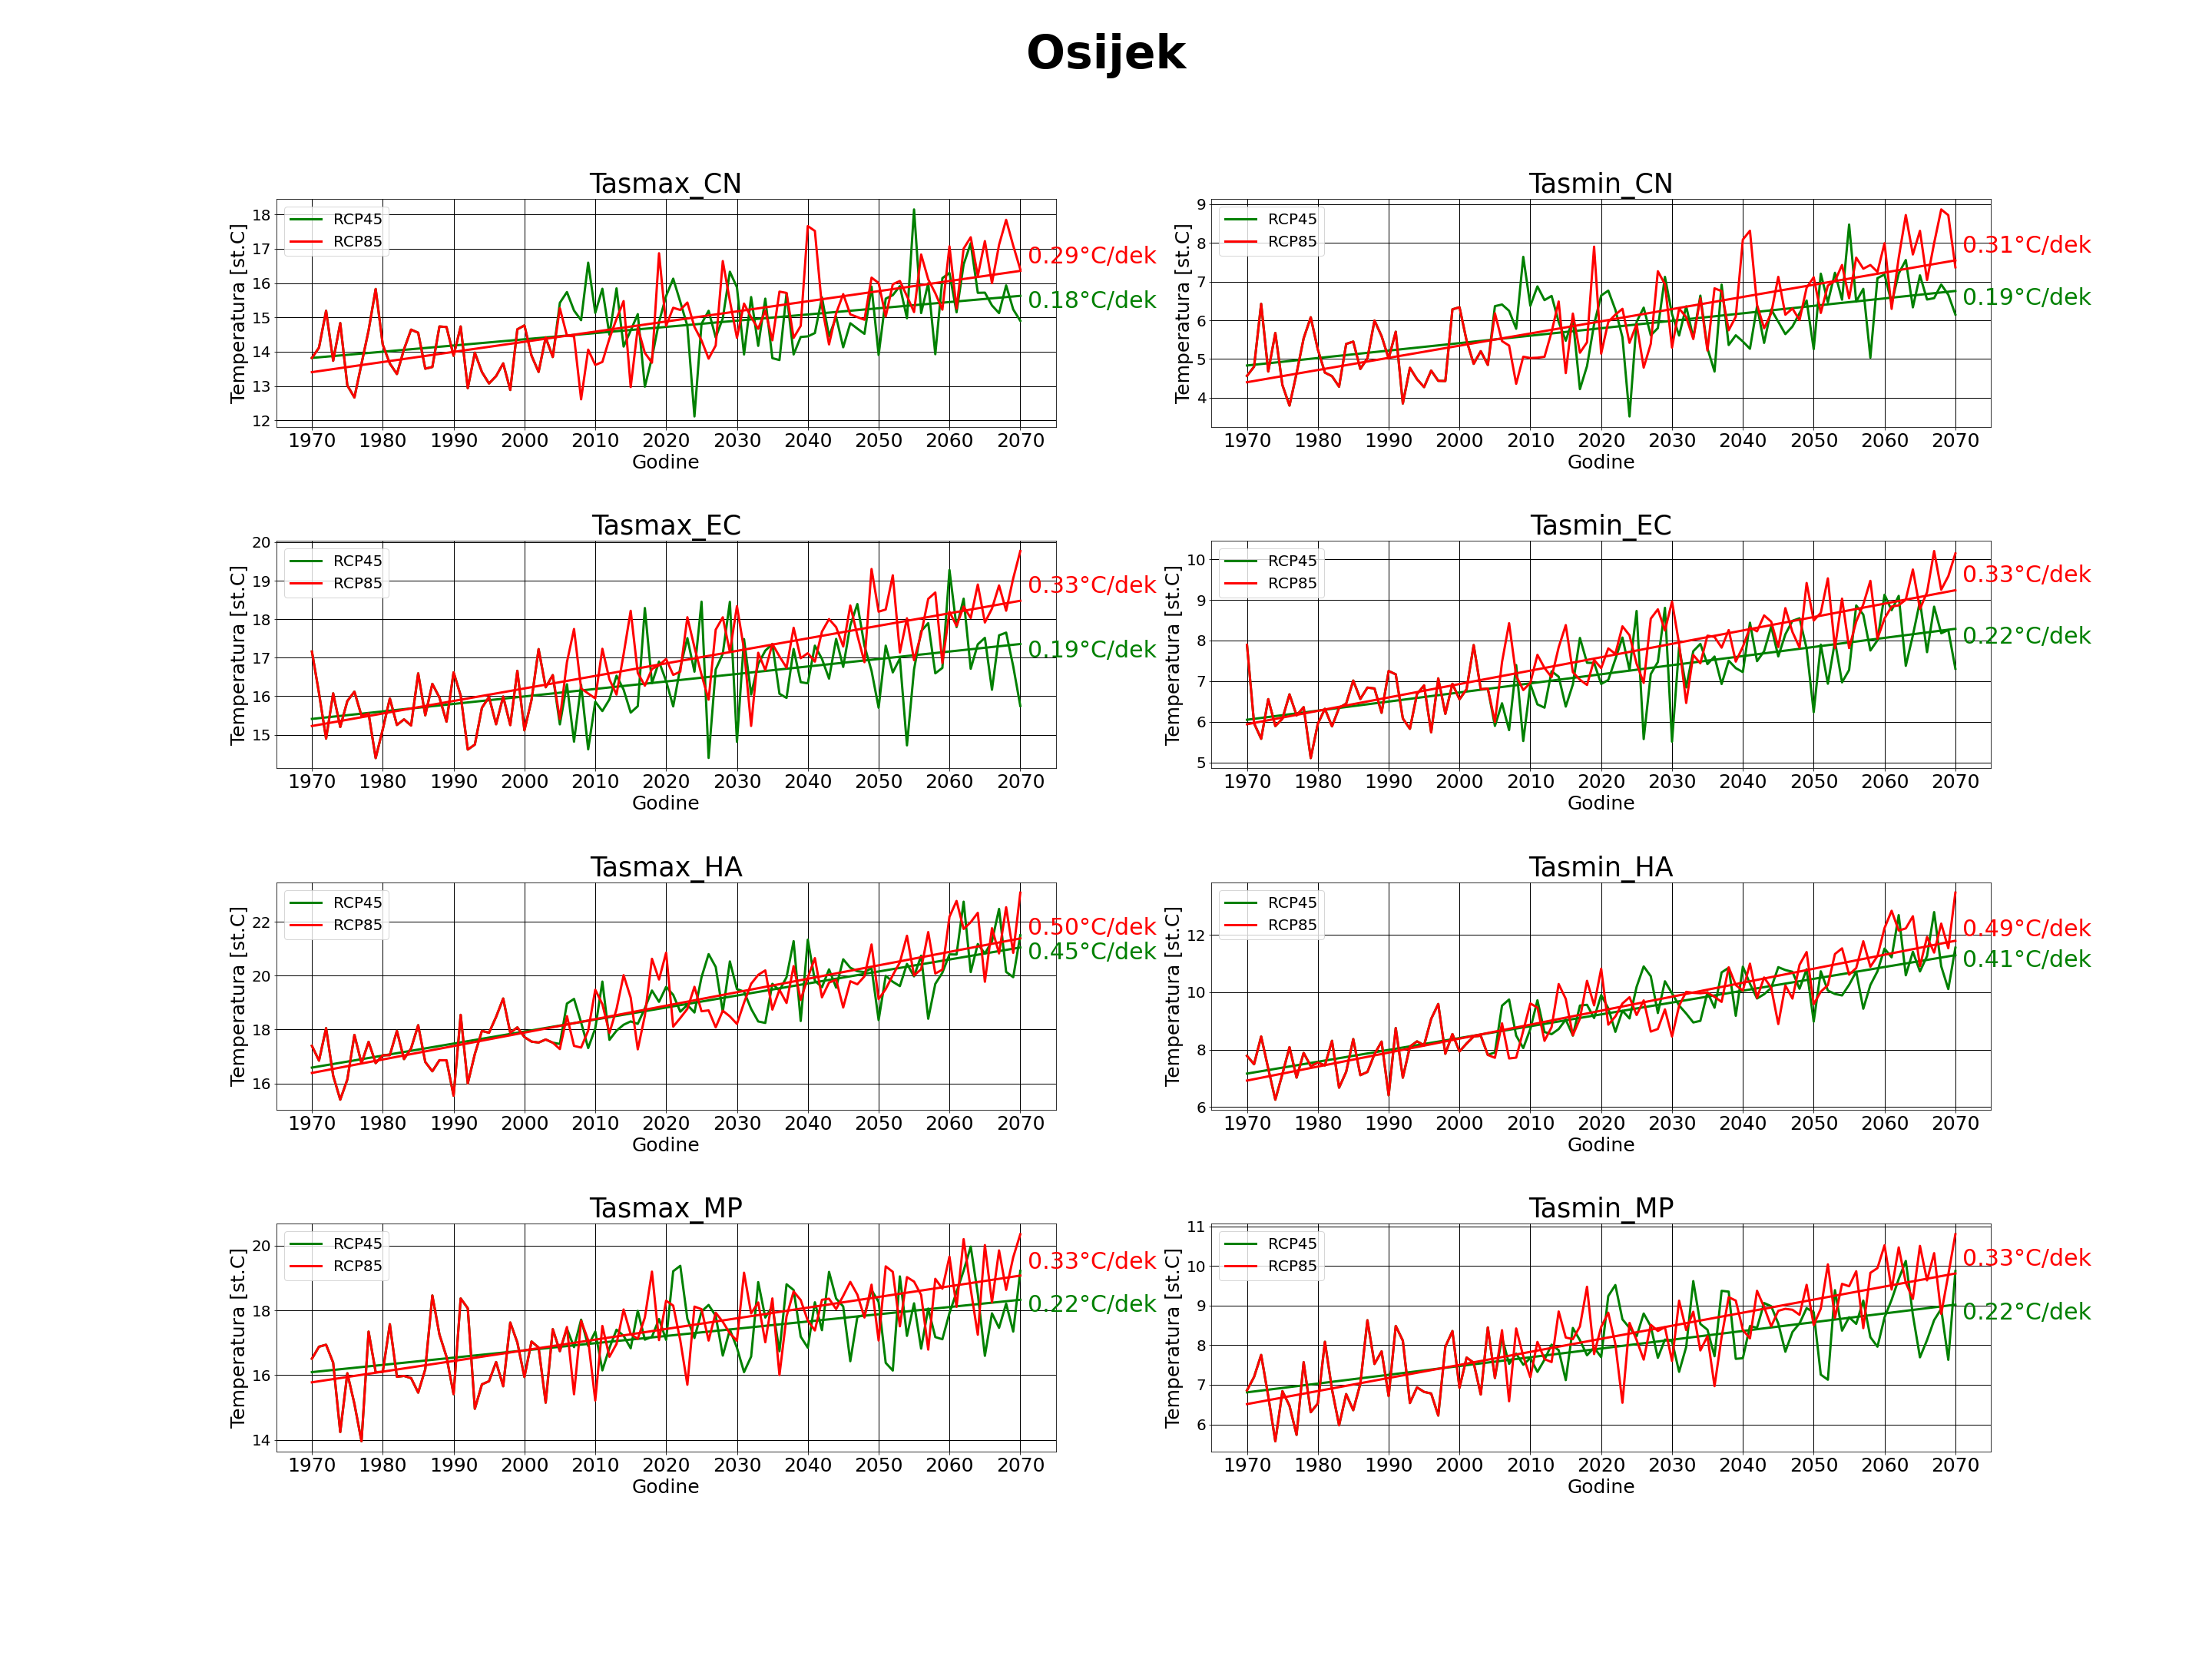 Osijek
Tasmax_CN
Temperatura [st.C]
18
17
16
15
14
13
12
RCP45
RCP85
0.29°C/dek
0.18°C/dek
1970 1980 1990 2000 2010 2020 2030 2040 2050 2060 2070
Godine
Tasmin_CN
Temperatura [st.C]
9
8
7
6
5
4
RCP45
RCP85
0.31°C/dek
0.19°C/dek
1970 1980 1990 2000 2010 2020 2030 2040 2050 2060 2070
Godine
Tasmax_EC
Temperatura [st.C]
20
19
18
17
16
15
RCP45
RCP85
0.33°C/dek
0.19°C/dek
1970 1980 1990 2000 2010 2020 2030 2040 2050 2060 2070
Godine
Tasmin_EC
Temperatura [st.C]
10
9
8
7
6
5
RCP45
RCP85
0.33°C/dek
0.22°C/dek
1970 1980 1990 2000 2010 2020 2030 2040 2050 2060 2070
Godine
Tasmax_HA
Temperatura [st.C]
22
20
18
16
RCP45
RCP85
0.50°C/dek
0.45°C/dek
1970 1980 1990 2000 2010 2020 2030 2040 2050 2060 2070
Godine
Tasmin_HA
Temperatura [st.C]
12
10
8
6
RCP45
RCP85
0.49°C/dek
0.41°C/dek
1970 1980 1990 2000 2010 2020 2030 2040 2050 2060 2070
Godine
Tasmax_MP
Temperatura [st.C]
20
18
16
14
RCP45
RCP85
0.33°C/dek
0.22°C/dek
1970 1980 1990 2000 2010 2020 2030 2040 2050 2060 2070
Godine
Tasmin_MP
Temperatura [st.C]
11
10
9
8
7
6
RCP45
RCP85
0.33°C/dek
0.22°C/dek
1970 1980 1990 2000 2010 2020 2030 2040 2050 2060 2070
Godine